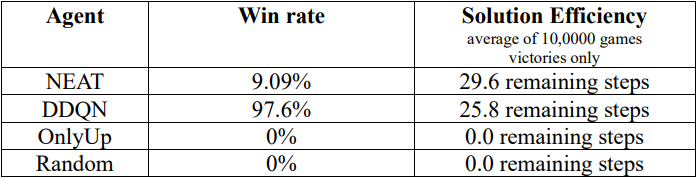 Agent Win rate Solution Efficiency
average of 10,0000 games
victories only
NEAT 9.09% 29.6 remaining steps
DDQN 97.6% 25.8 remaining steps
OnlyUp 0% 0.0 remaining steps
Random 0% 0.0 remaining steps